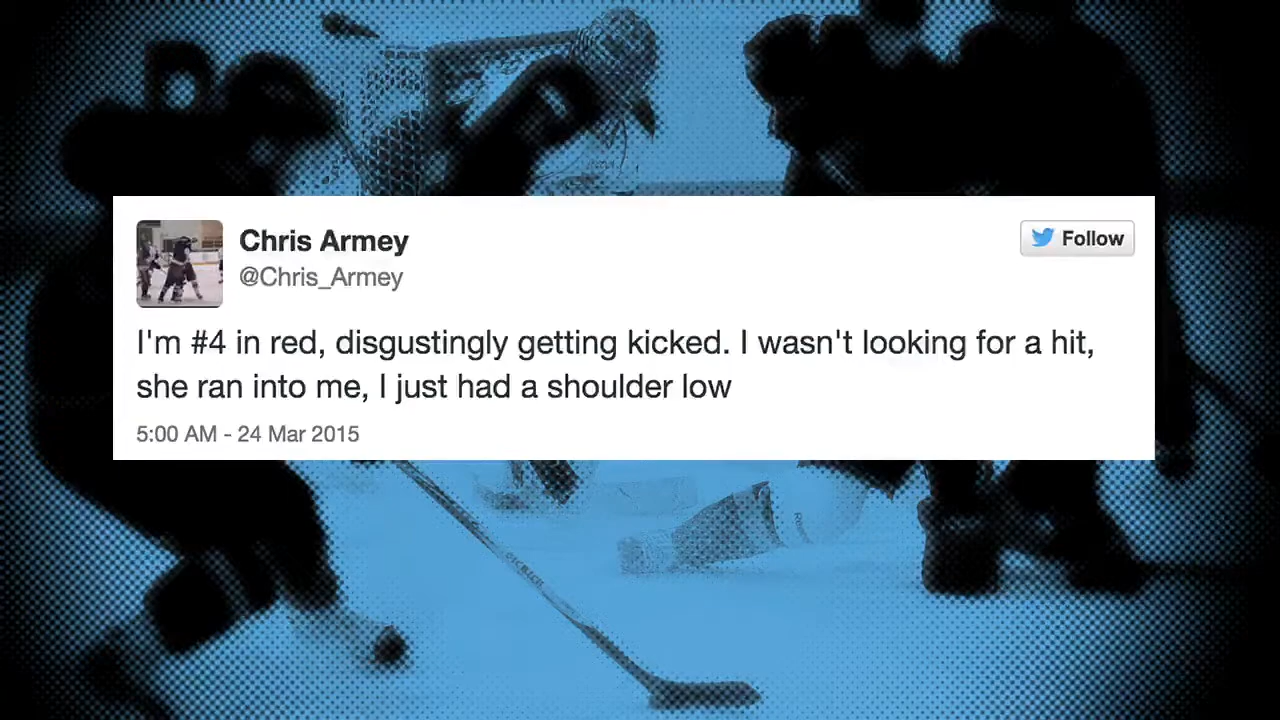 Chris Armey
Follow
@Chris_Armey
I'm #4 in red, disgustingly getting kicked. I wasn't looking for a hit,
she ran into me, I just had a shoulder low
5:00 AM - 24 Mar 2015